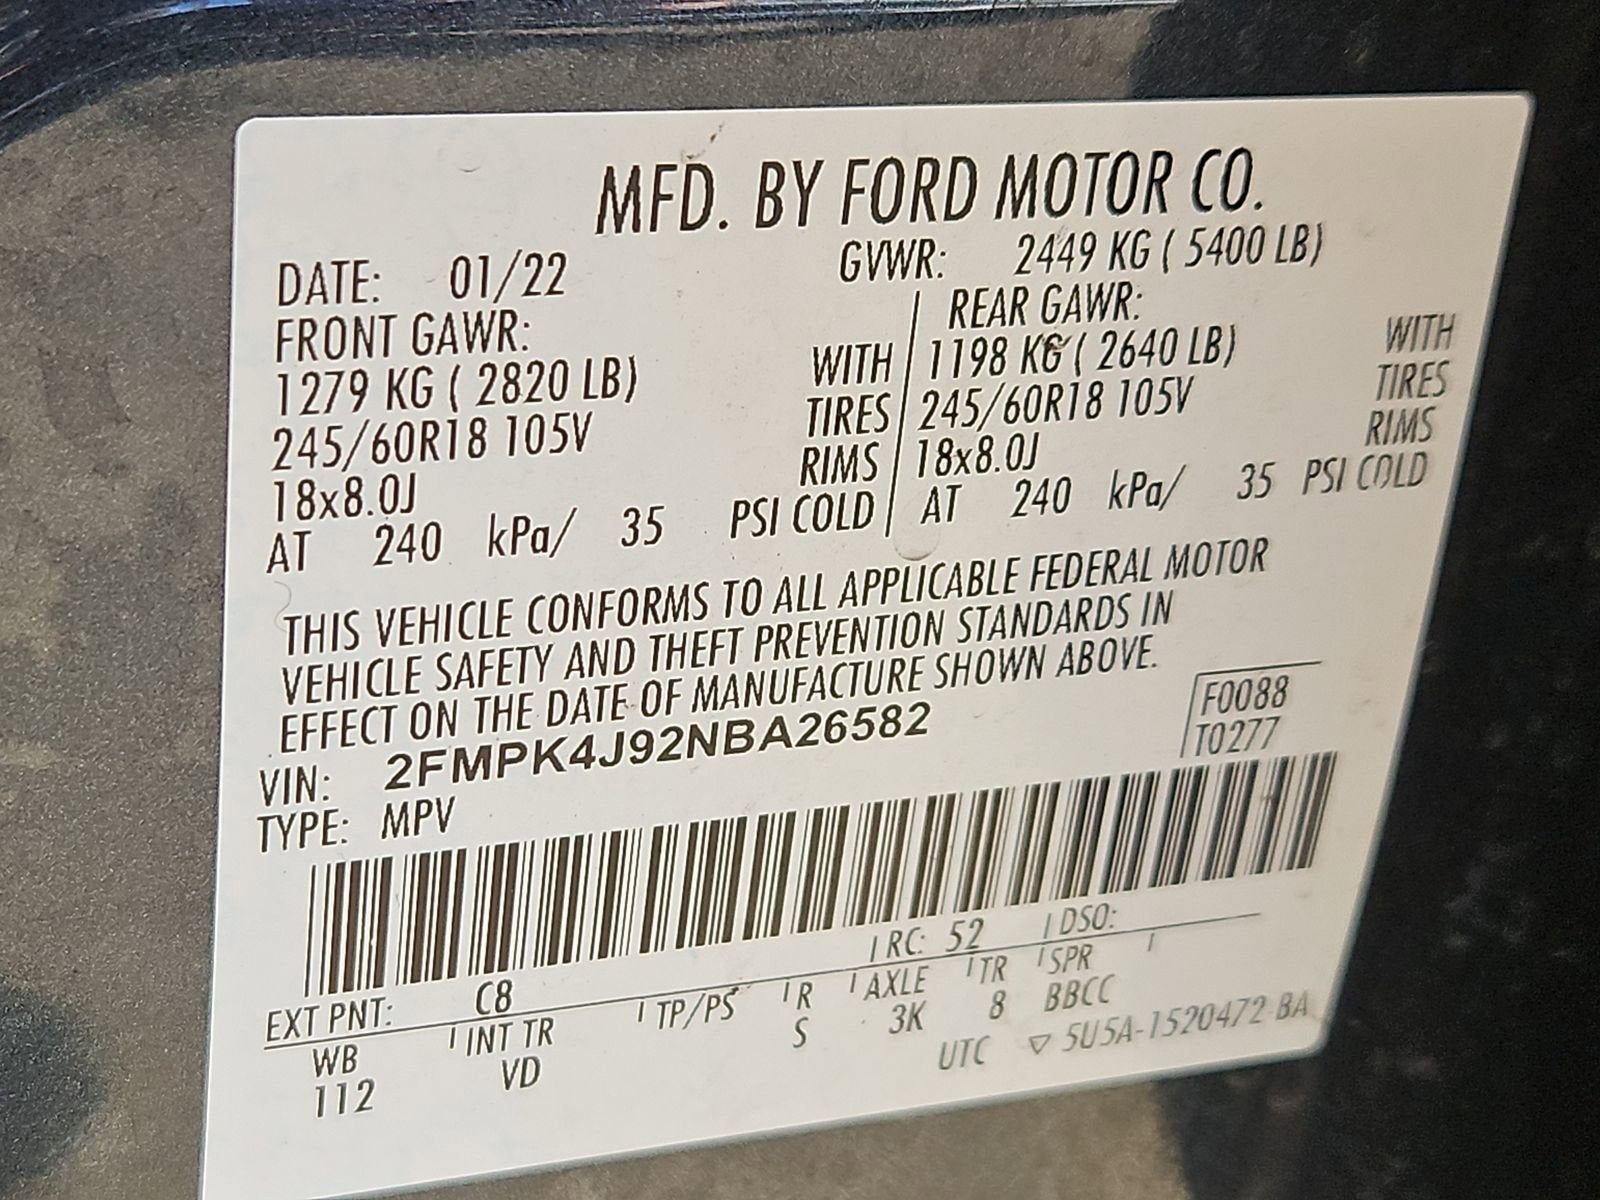 MFD. BY FORD MOTOR CO.
DATE: 01/22 GVWR: 2449 KG ( 5400 LB)
FRONT GAWR: REAR GAWR:
1279 KG ( 2820 LB) WITH 1198 KG ( 2640 LB) WITH
245/60R18 105V TIRES 245/60R18 105V TIRES
18x8.0J RIMS 18x8.0J RIMS
AT 240 kPa/ 35 PSI COLD AT 240 kPa/ 35 PSI COLD
THIS VEHICLE CONFORMS TO ALL APPLICABLE FEDERAL MOTOR
VEHICLE SAFETY AND THEFT PREVENTION STANDARDS IN
EFFECT ON THE DATE OF MANUFACTURE SHOWN ABOVE.
VIN: 2FMPK4J92NBA26582 F0088
TYPE: MPV T0277
EXT PNT: C8 RC: 52 DSO:
WB INT TR TP/PS R AXLE TR SPR
112 VD S 3K 8 BBCC
UTC ▽ 5U5A-1520472-BA